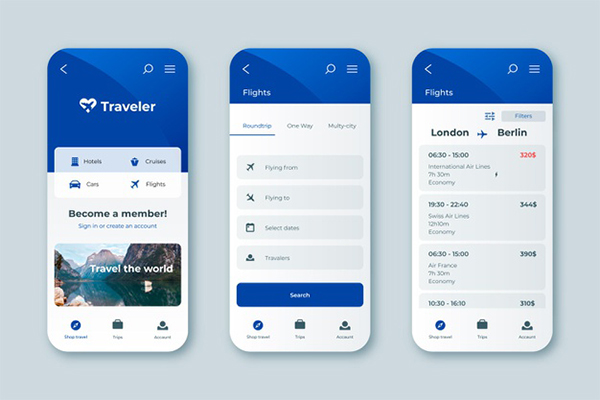 Traveler
Hotels
Cruises
Cars
Flights
Become a member!
Sign in or create an account
Travel the world
Shop travel
Trips
Account
Flights
Roundtrip
One Way
Multy-city
Flying from
Flying to
Select dates
Travelers
Search
Shop travel
Trips
Account
Flights
Filters
London
Berlin
06:30 - 15:00 320$
International Air Lines
7h 30m
Economy
19:30 - 22:40 344$
Swiss Air Lines
12h10m
Economy
06:30 - 15:00 390$
Air France
7h 30m
Economy
10:30 - 16:10 310$
Shop travel
Trips
Account